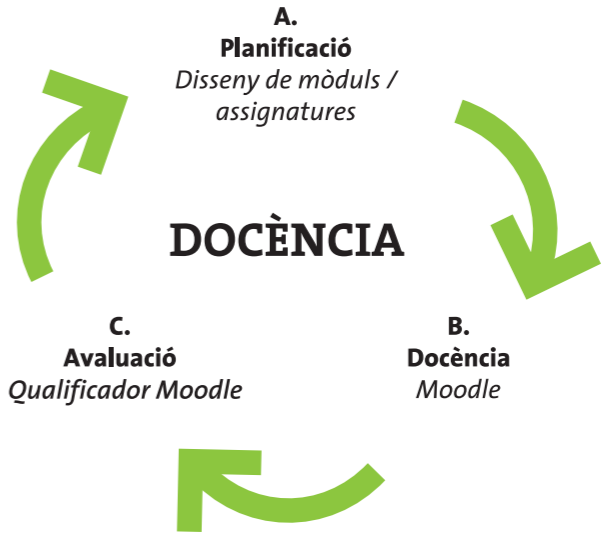 A.
Planificació
Disseny de mòduls /
assignatures
DOCÈNCIA
C.
Avaluació
Qualificador Moodle
B.
Docència
Moodle